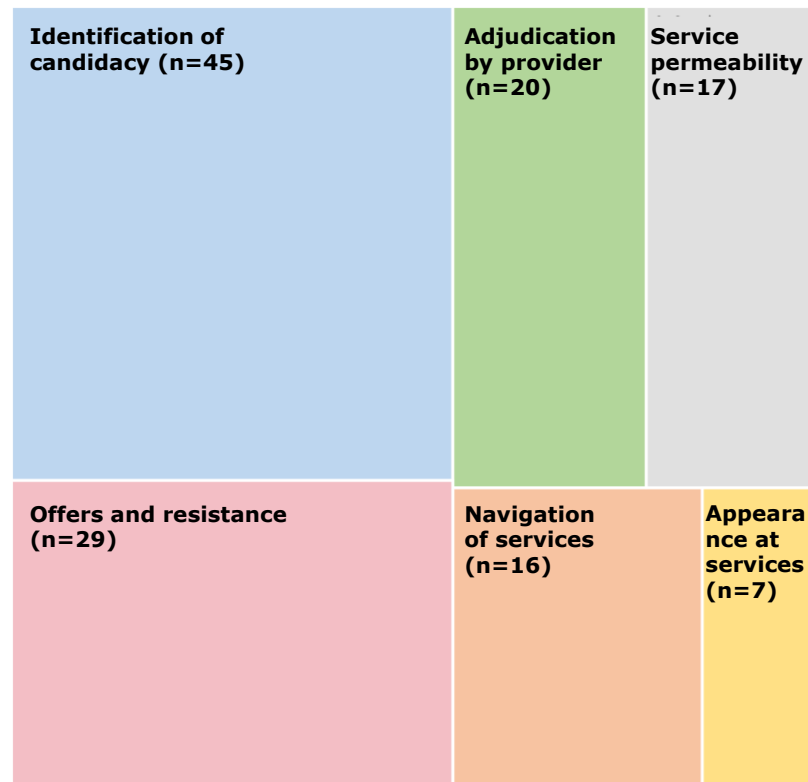 Identification of
candidacy (n=45)
Adjudication
by provider
(n=20)
Service
permeability
(n=17)
Offers and resistance
(n=29)
Navigation
of services
(n=16)
Appeara
nce at
services
(n=7)